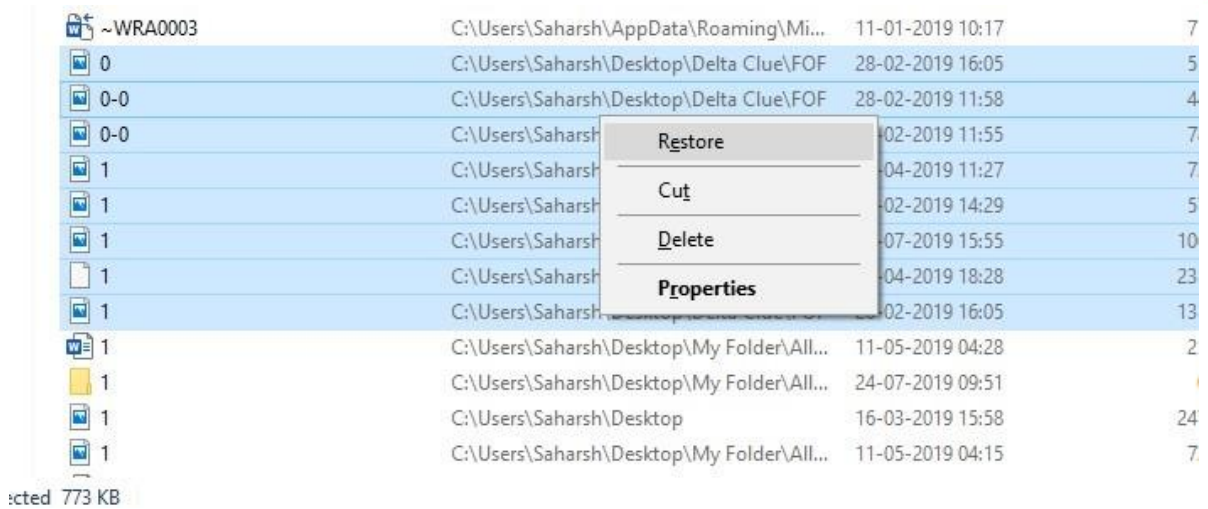 ~WRA0003 C:\Users\Saharsh\AppData\Roaming\Mi... 11-01-2019 10:17 7
0 C:\Users\Saharsh\Desktop\Delta Clue\FOF 28-02-2019 16:05 5
0-0 C:\Users\Saharsh\Desktop\Delta Clue\FOF 28-02-2019 11:58 4
0-0 C:\Users\Saharsh Restore 02-2019 11:55 7
1 C:\Users\Saharsh -04-2019 11:27 7
1 C:\Users\Saharsh Cut -02-2019 14:29 5
1 C:\Users\Saharsh Delete -07-2019 15:55 10
1 C:\Users\Saharsh Properties -04-2019 18:28 23
1 C:\Users\Saharsh -02-2019 16:05 13
1 C:\Users\Saharsh\Desktop\My Folder\All... 11-05-2019 04:28 2
1 C:\Users\Saharsh\Desktop\My Folder\All... 24-07-2019 09:51
1 C:\Users\Saharsh\Desktop 16-03-2019 15:58 24
1 C:\Users\Saharsh\Desktop\My Folder\All... 11-05-2019 04:15 7
ected 773 KB